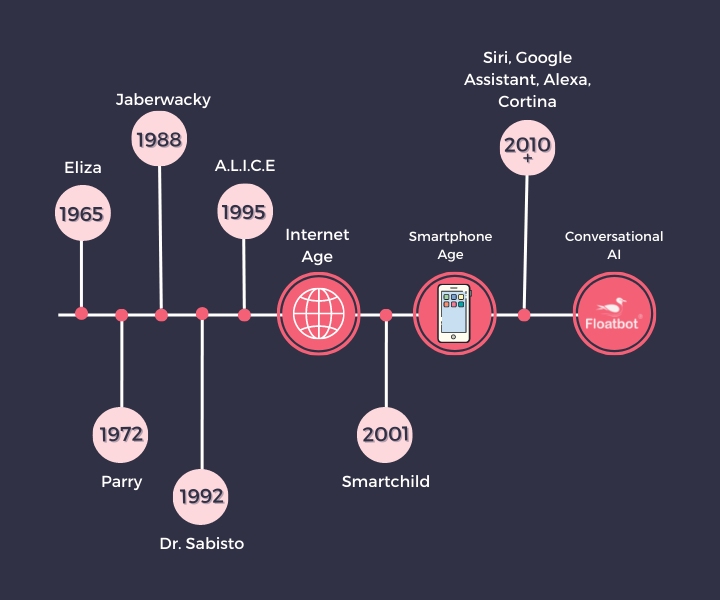 Siri, Google
Assistant, Alexa,
Cortina
2010
+
Jaberwacky
1988
Eliza
1965
A.L.I.C.E
1995
Internet
Age
Smartphone
Age
Conversational
AI
Floatbot®
1972
Parry
1992
Dr. Sabisto
2001
Smartchild